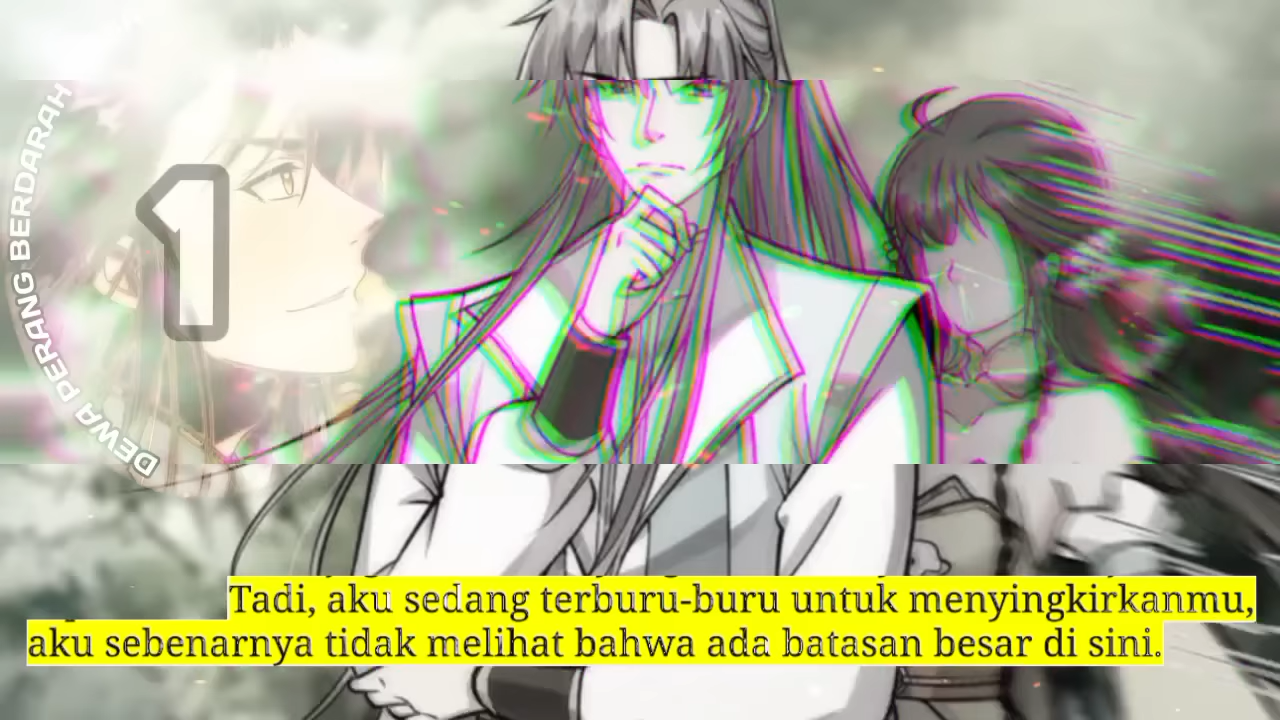 DEWA PERANG BERDARAH
1
Tadi, aku sedang terburu-buru untuk menyingkirkanmu,
aku sebenarnya tidak melihat bahwa ada batasan besar di sini.